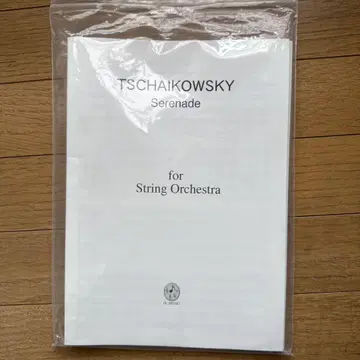 TSCHAIKOWSKY
Serenade
for
String Orchestra